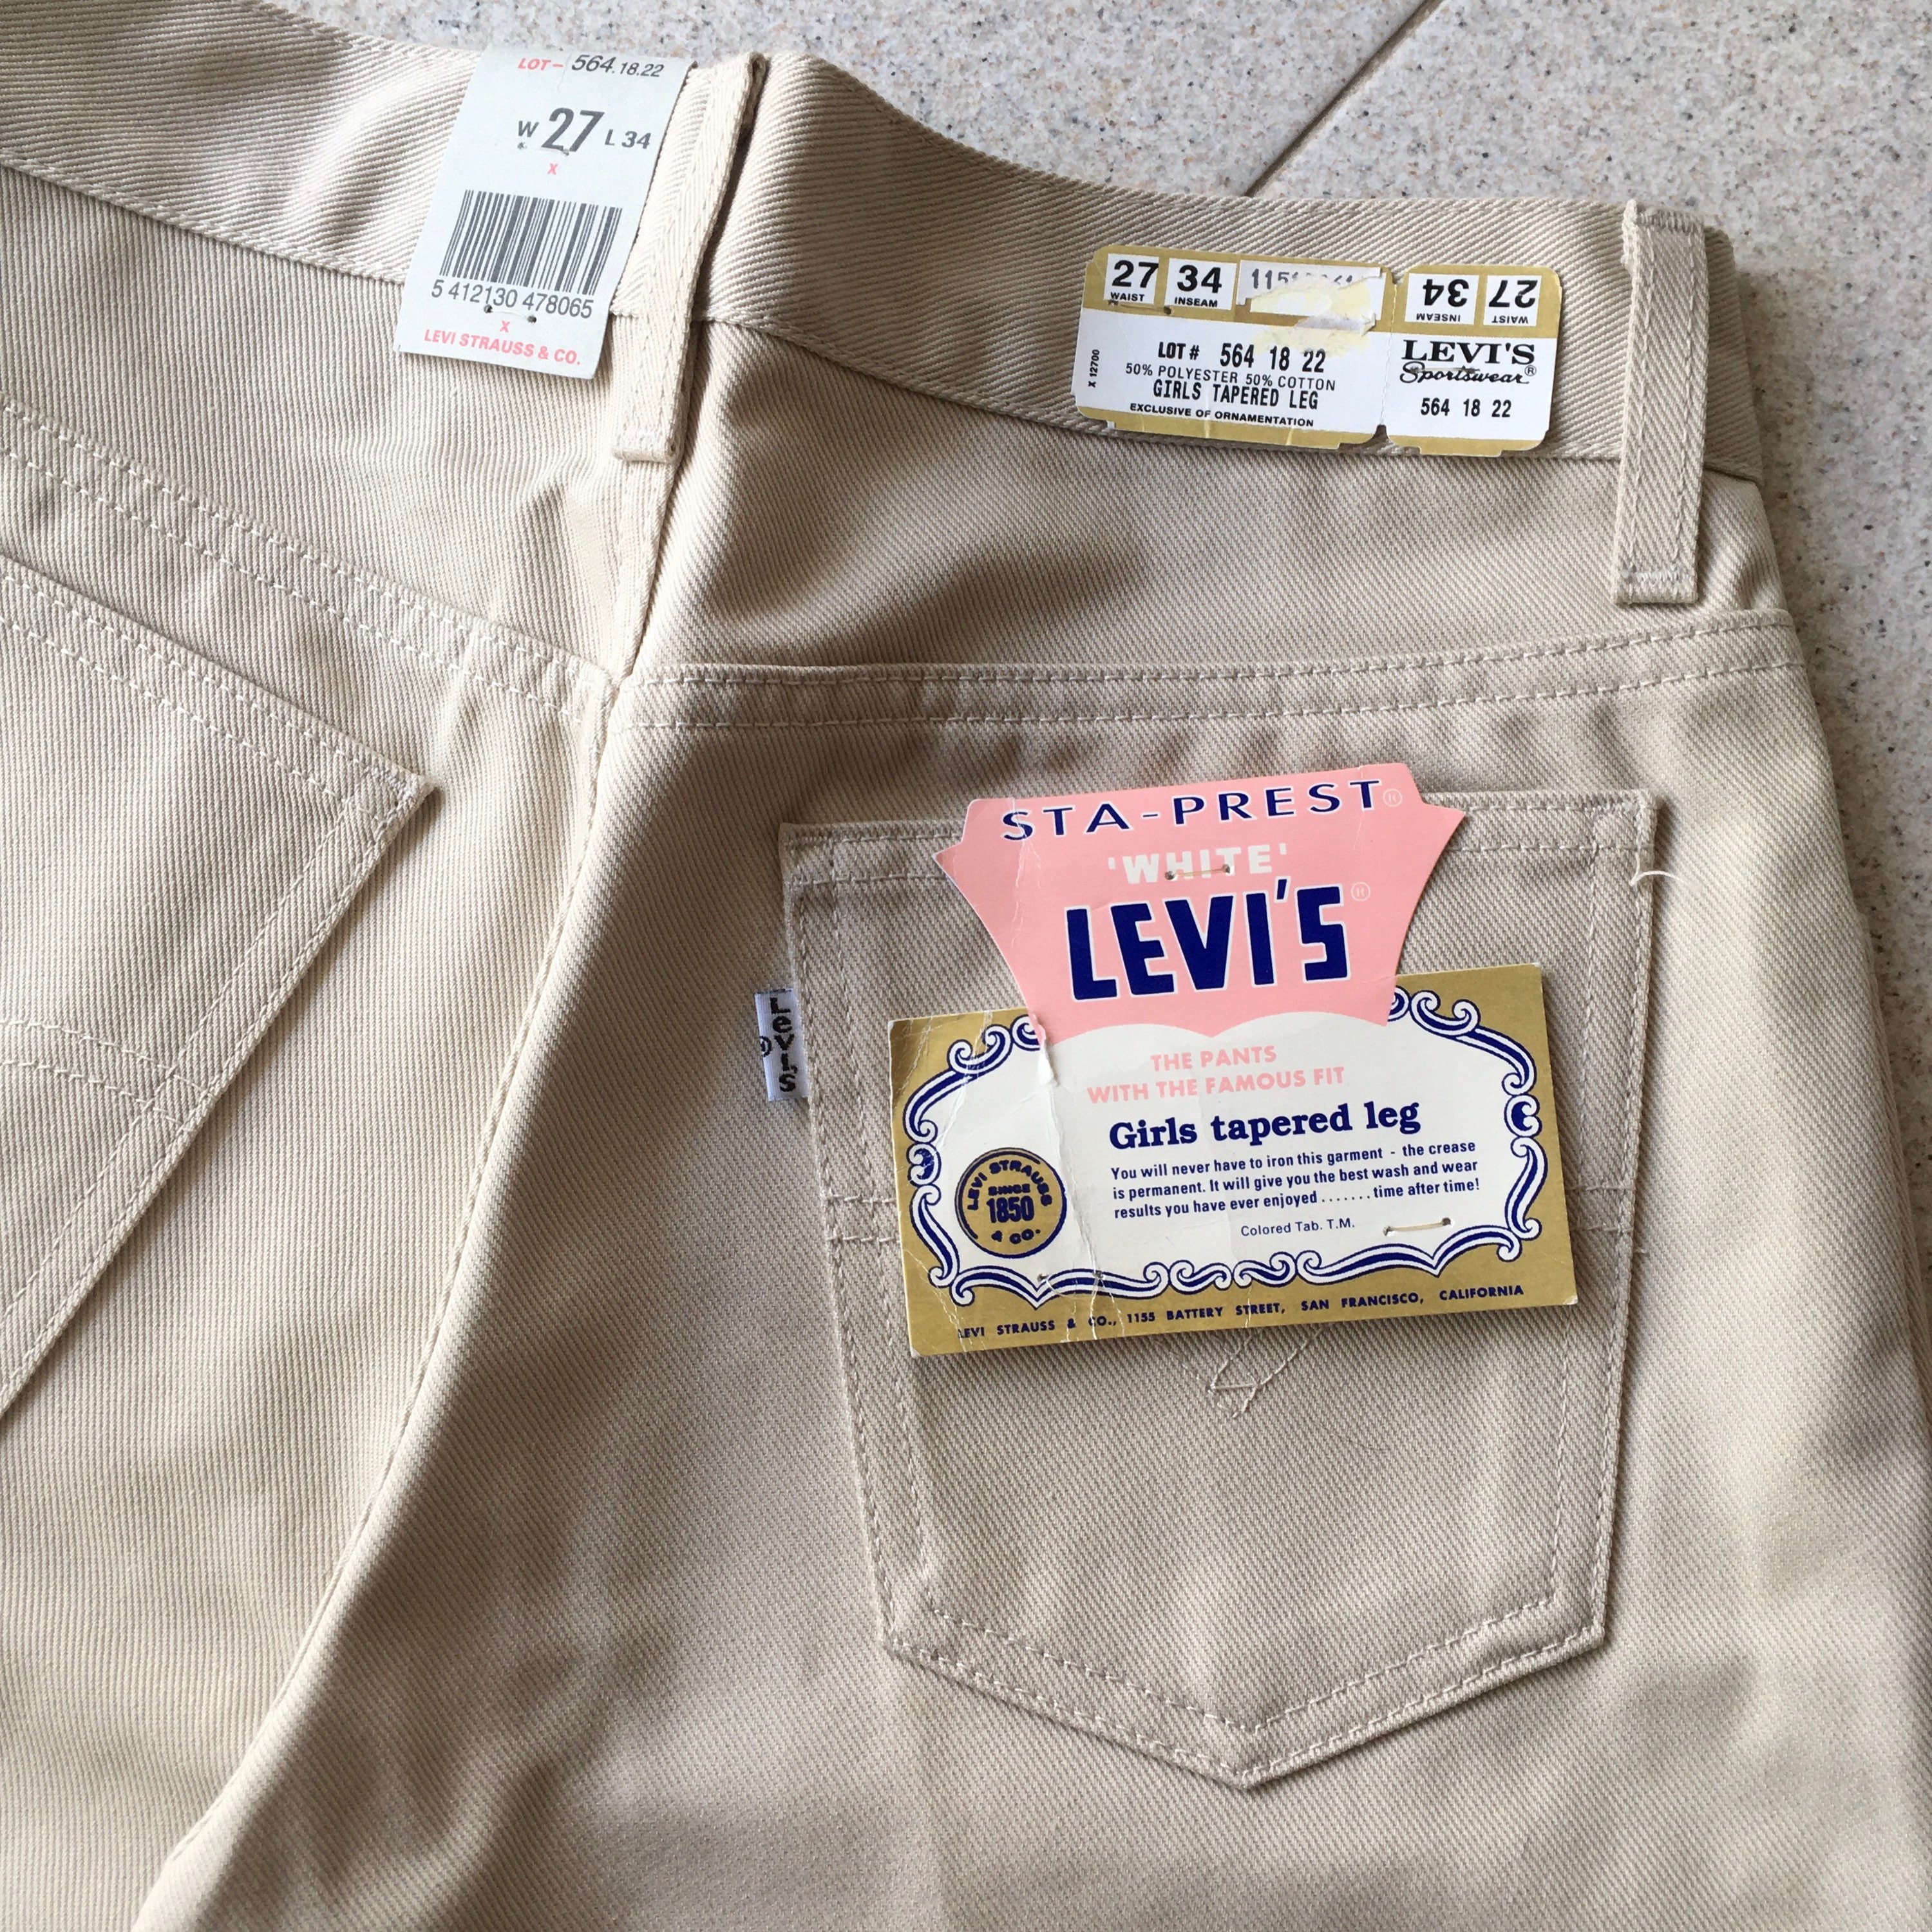 LOT- 564.18.22
W 27 L 34
X
5 412130 478065
X
LEVI STRAUSS & CO.
27 34
WAIST INSEAM
X 12700
LOT # 564 18 22
50% POLYESTER 50% COTTON
GIRLS TAPERED LEG
EXCLUSIVE OF ORNAMENTATION
27 34
WAIST INSEAM
LEVI'S
Sportswear®
564 18 22
STA-PREST®
'WHITE'
LEVI'S®
THE PANTS
WITH THE FAMOUS FIT
Girls tapered leg
You will never have to iron this garment - the crease
is permanent. It will give you the best wash and wear
results you have ever enjoyed .......time after time!
Colored Tab. T.M.
LEVI STRAUSS
SINCE
1850
& CO.
LEVI STRAUSS & CO., 1155 BATTERY STREET, SAN FRANCISCO, CALIFORNIA
Levi's
®